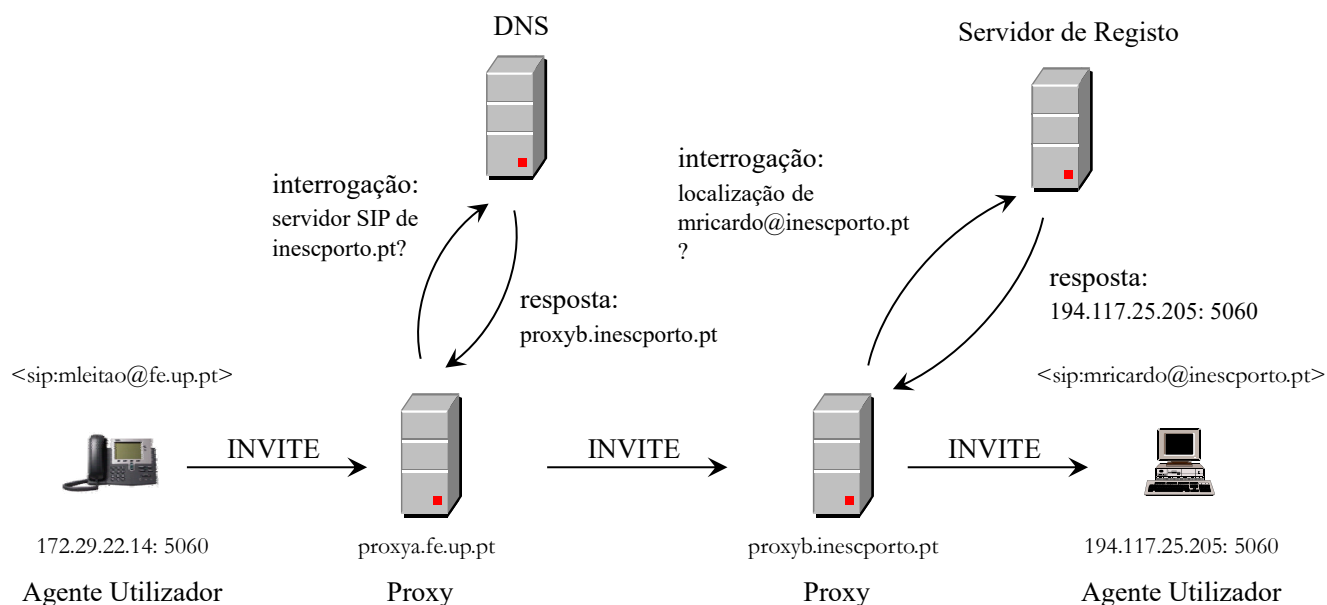 DNS
Servidor de Registo
interrogação:
servidor SIP de
inescporto.pt?
resposta:
proxyb.inescporto.pt
interrogação:
localização de
mricardo@inescporto.pt
?
resposta:
194.117.25.205: 5060
<sip:mleitao@fe.up.pt>
<sip:mricardo@inescporto.pt>
INVITE
INVITE
INVITE
172.29.22.14: 5060
proxya.fe.up.pt
proxyb.inescporto.pt
194.117.25.205: 5060
Agente Utilizador
Proxy
Proxy
Agente Utilizador